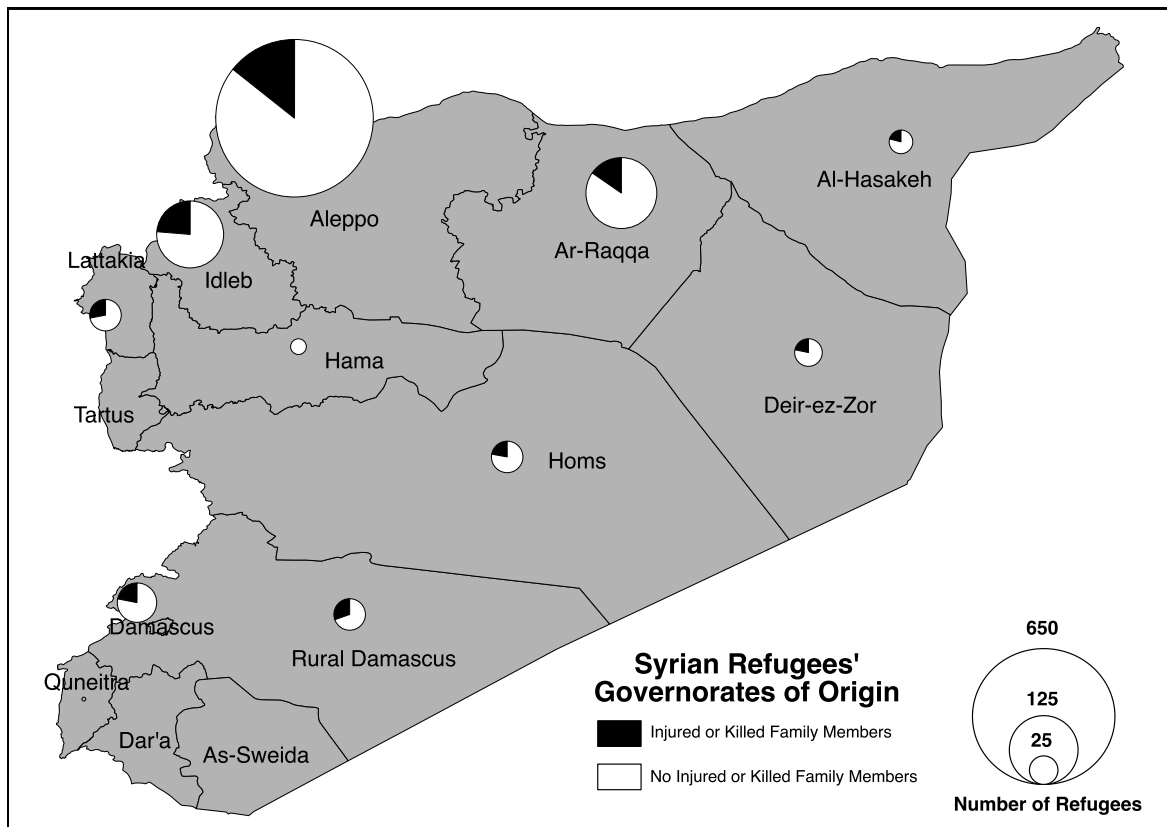 Al-Hasakeh
Aleppo
Ar-Raqqa
Lattakia
Idleb
Hama
Deir-ez-Zor
Tartus
Homs
Damascus
Rural Damascus
Quneitra
Dar'a
As-Sweida
Syrian Refugees'
Governorates of Origin
Injured or Killed Family Members
No Injured or Killed Family Members
650
125
25
Number of Refugees